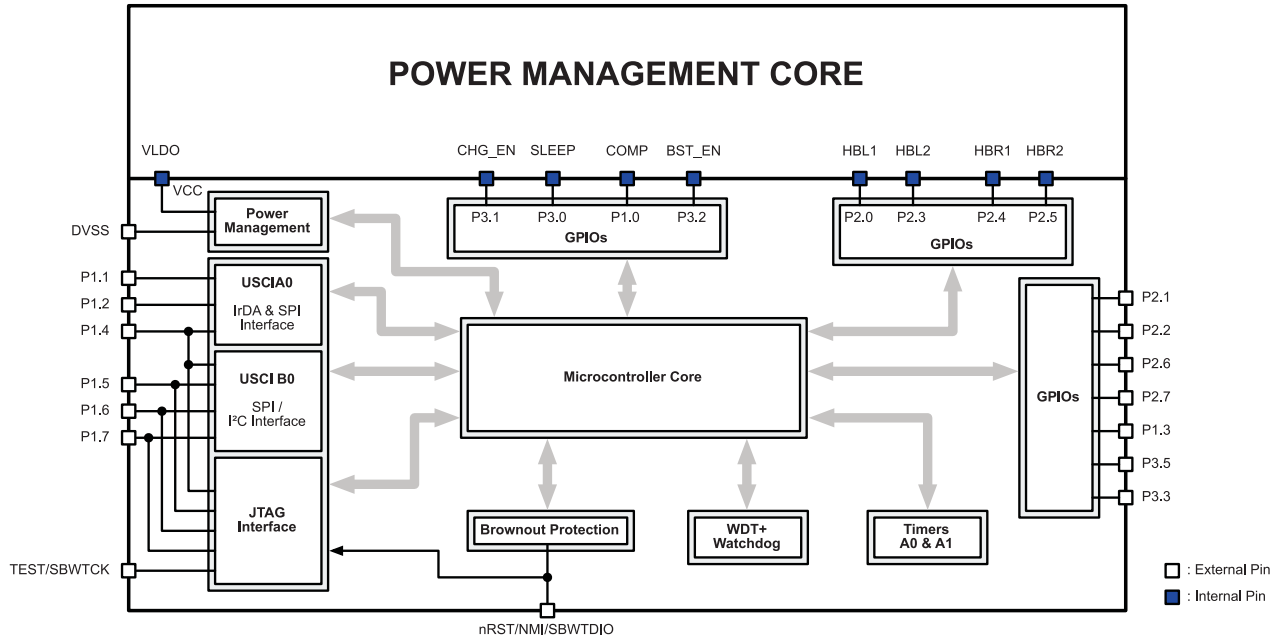 POWER MANAGEMENT CORE
VLDO
CHG_EN
SLEEP
COMP
BST_EN
HBL1
HBL2
HBR1
HBR2
VCC
P3.1
P3.0
P1.0
P3.2
GPIOs
P2.0
P2.3
P2.4
P2.5
GPIOs
Power
Management
DVSS
P1.1
P1.2
P1.4
P1.5
P1.6
P1.7
USCIA0
IrDA & SPI
Interface
USCI B0
SPI /
I²C Interface
JTAG
Interface
TEST/SBWTCK
Microcontroller Core
Brownout Protection
WDT+
Watchdog
Timers
A0 & A1
GPIOs
P2.1
P2.2
P2.6
P2.7
P1.3
P3.5
P3.3
nRST/NMI/SBWTDIO
: External Pin
: Internal Pin